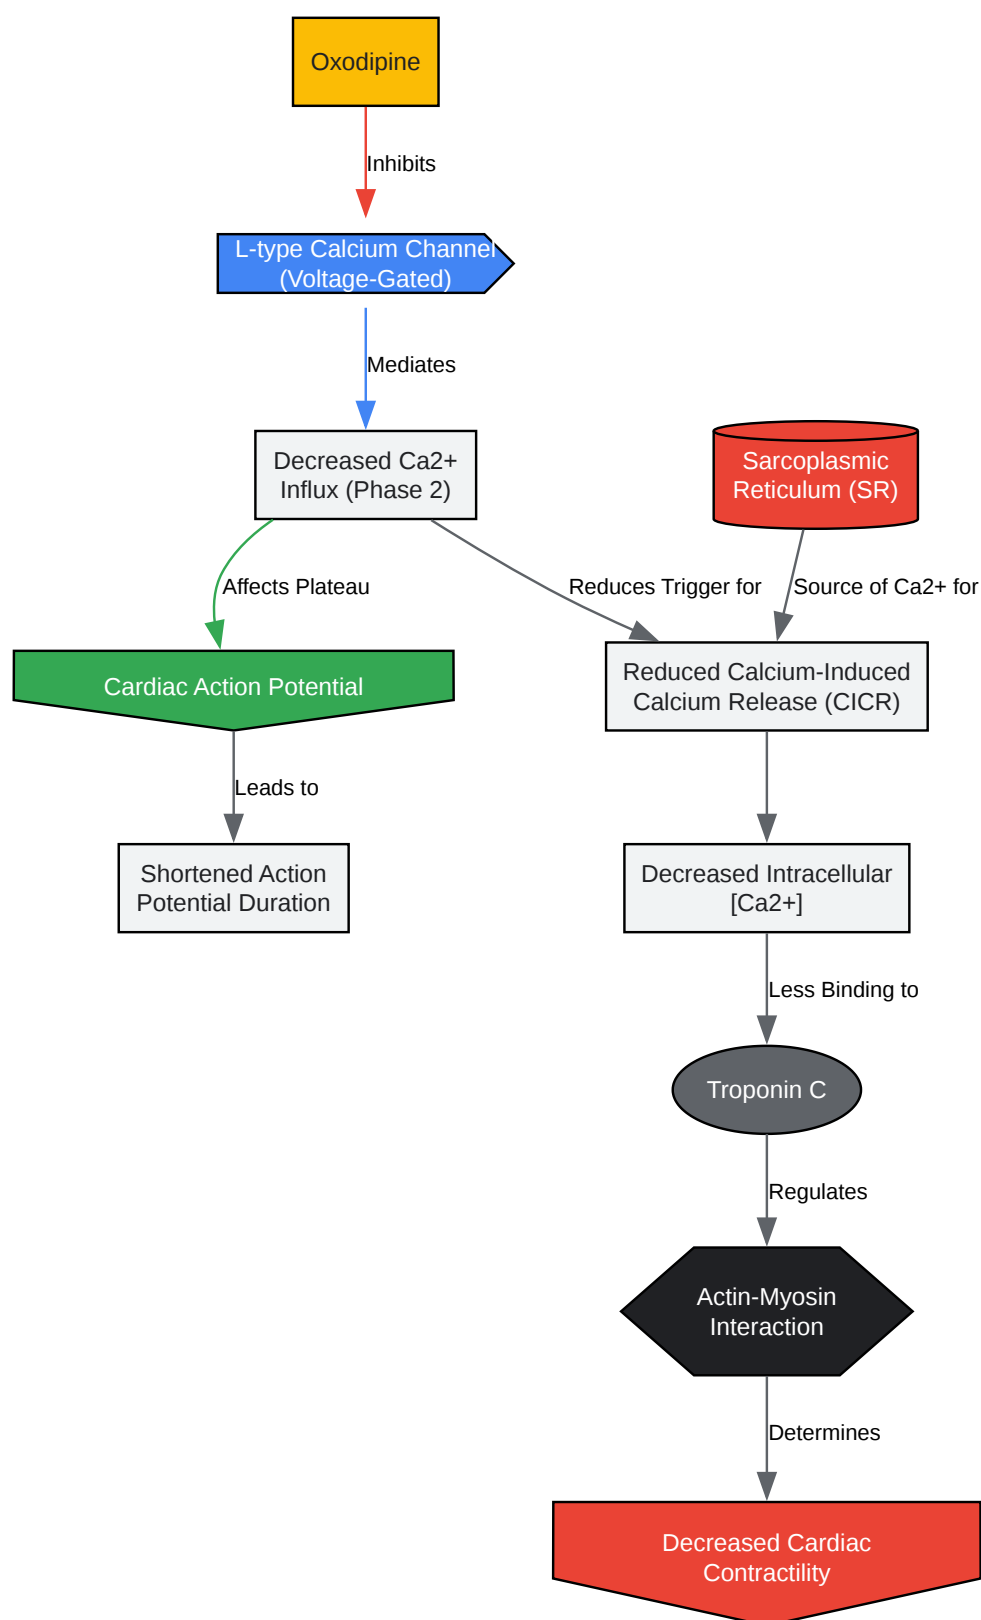 Oxodipine
Inhibits
L-type Calcium Channel
(Voltage-Gated)
Mediates
Decreased Ca2+
Influx (Phase 2)
Sarcoplasmic
Reticulum (SR)
Affects Plateau
Reduces Trigger for
Source of Ca2+ for
Cardiac Action Potential
Reduced Calcium-Induced
Calcium Release (CICR)
Leads to
Shortened Action
Potential Duration
Decreased Intracellular
[Ca2+]
Less Binding to
Troponin C
Regulates
Actin-Myosin
Interaction
Determines
Decreased Cardiac
Contractility